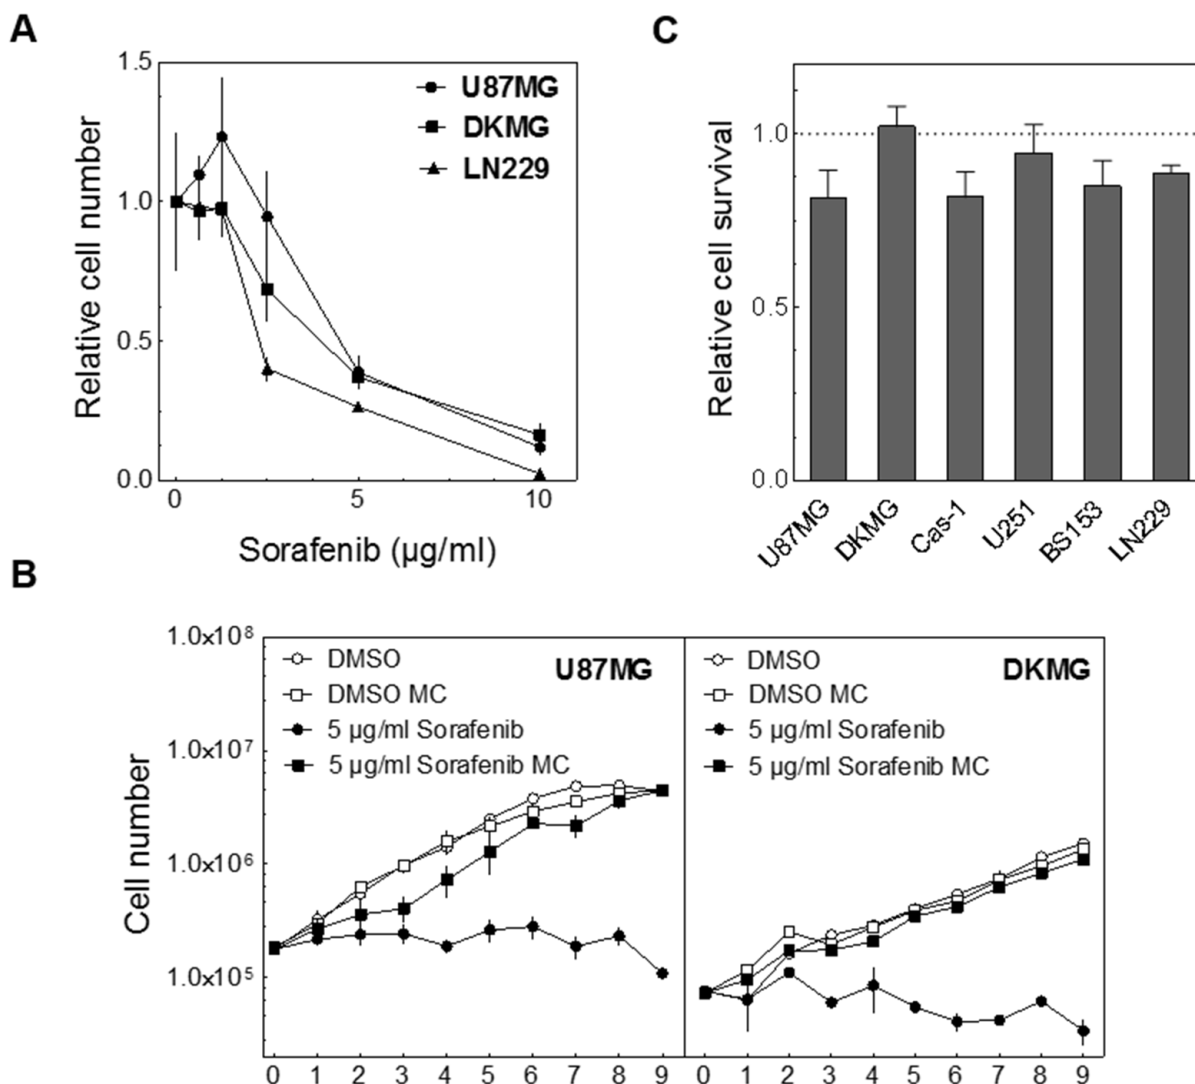 A
1.5
1.0
0.5
0.0
Relative cell number
U87MG
DKMG
LN229
0 5 10
Sorafenib (µg/ml)
C
1.0
0.5
0.0
Relative cell survival
U87MG
DKMG
Cas-1
U251
BS153
LN229
B
1.0x10⁸
1.0x10⁷
1.0x10⁶
1.0x10⁵
Cell number
DMSO
DMSO MC
5 µg/ml Sorafenib
5 µg/ml Sorafenib MC
U87MG
0 1 2 3 4 5 6 7 8 9
DMSO
DMSO MC
5 µg/ml Sorafenib
5 µg/ml Sorafenib MC
DKMG
0 1 2 3 4 5 6 7 8 9